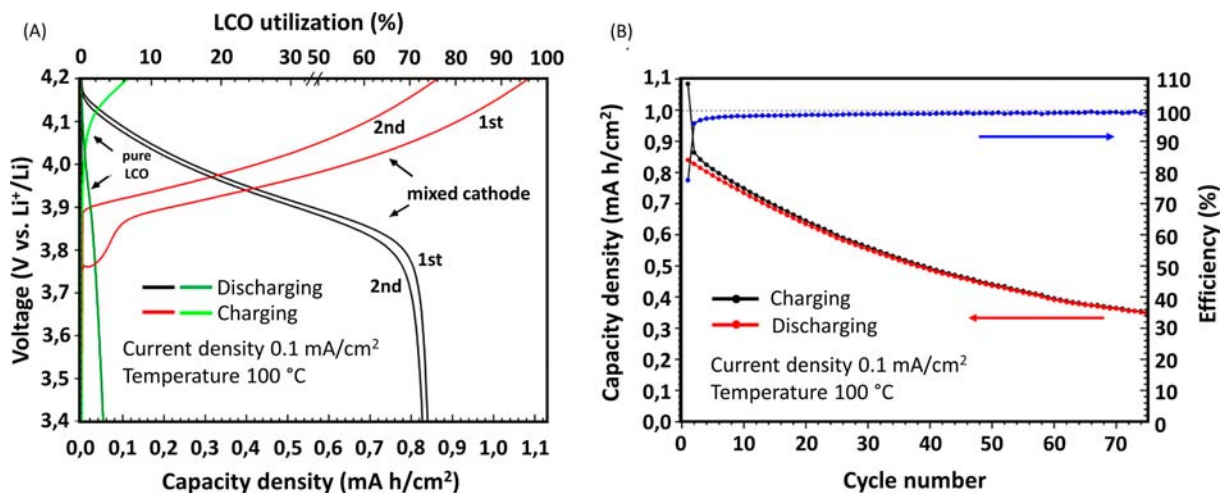 (A)
LCO utilization (%)
0 10 20 30 50 60 70 80 90 100
4,2
4,1
4,0
3,9
3,8
3,7
3,6
3,5
3,4
Voltage (V vs. Li⁺/Li)
pure
LCO
2nd
1st
mixed cathode
1st
2nd
Discharging
Charging
Current density 0.1 mA/cm²
Temperature 100 °C
0,0 0,1 0,2 0,3 0,4 0,5 0,6 0,7 0,8 0,9 1,0 1,1
Capacity density (mA h/cm²)
(B)
1,1
1,0
0,9
0,8
0,7
0,6
0,5
0,4
0,3
0,2
0,1
0,0
Capacity density (mA h/cm²)
Charging
Discharging
Current density 0.1 mA/cm²
Temperature 100 °C
0 10 20 30 40 50 60 70
Cycle number
110
100
90
80
70
60
50
40
30
20
10
0
Efficiency (%)